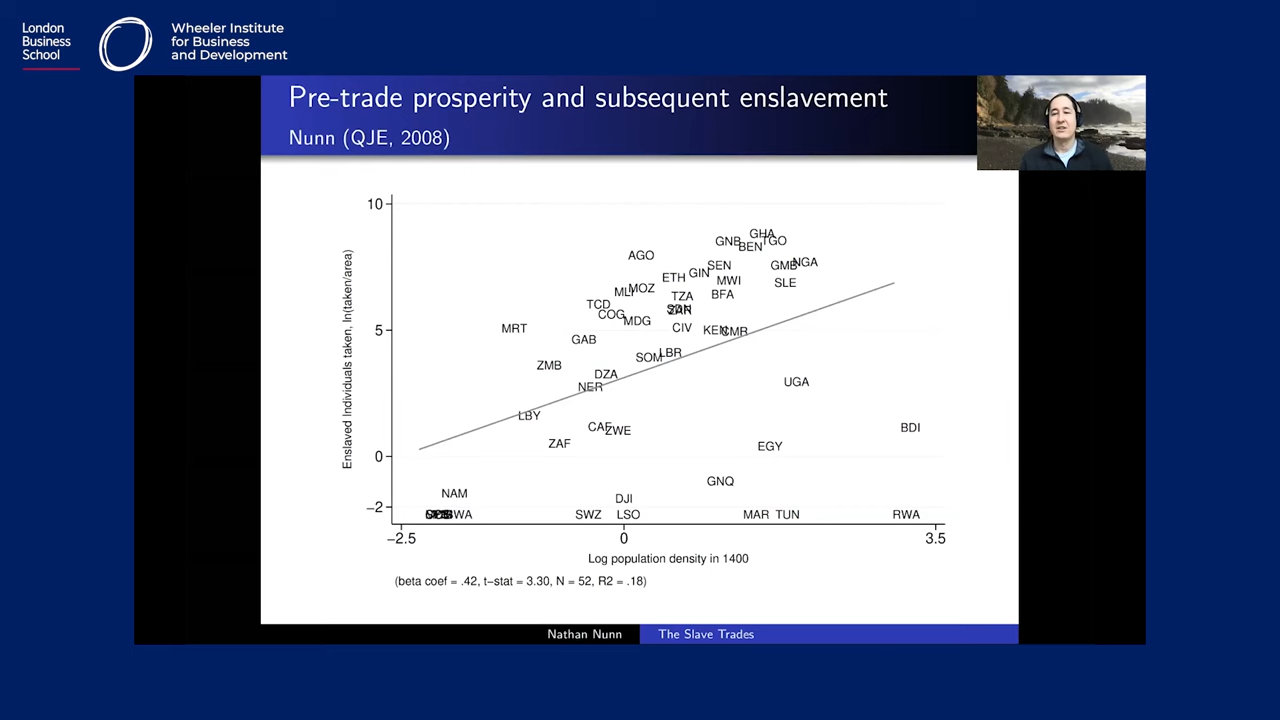 London
Business
School
Wheeler Institute
for Business
and Development
Pre-trade prosperity and subsequent enslavement
Nunn (QJE, 2008)
10
5
0
−2
Enslaved Individuals taken, ln(taken/area)
GHA
TGO
GNB
BEN
AGO
NGA
GMB
SEN
GIN
ETH
MWI
SLE
MOZ
MLI
TZA
BFA
TCD
SDN
COG
MDG
MRT
CIV
KEN
CMR
GAB
LBR
SOM
ZMB
DZA
UGA
NER
LBY
CAF
ZWE
BDI
ZAF
EGY
GNQ
NAM
DJI
BWA
SWZ
LSO
MAR
TUN
RWA
−2.5
0
3.5
Log population density in 1400
(beta coef = .42, t−stat = 3.30, N = 52, R2 = .18)
Nathan Nunn
The Slave Trades